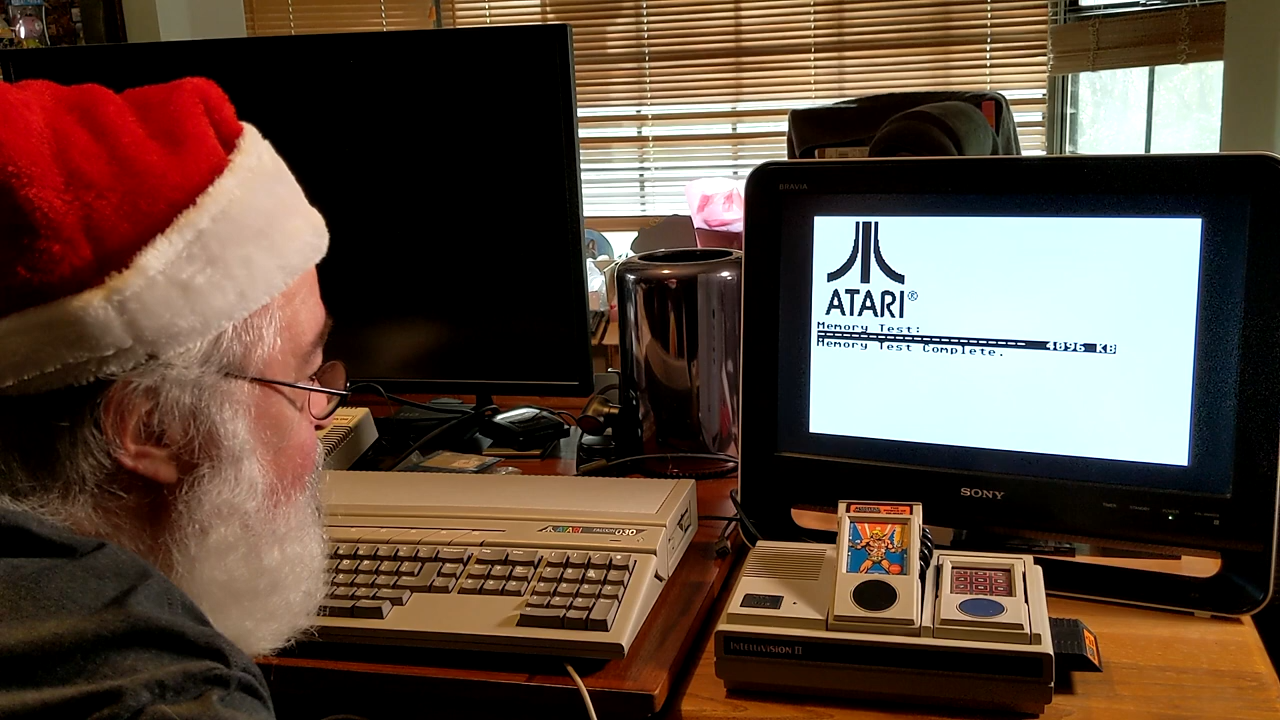 BRAVIA
ATARI®
Memory Test:
4096 KB
Memory Test Complete.
SONY
ATARI FALCON 030
INTELLIVISION II